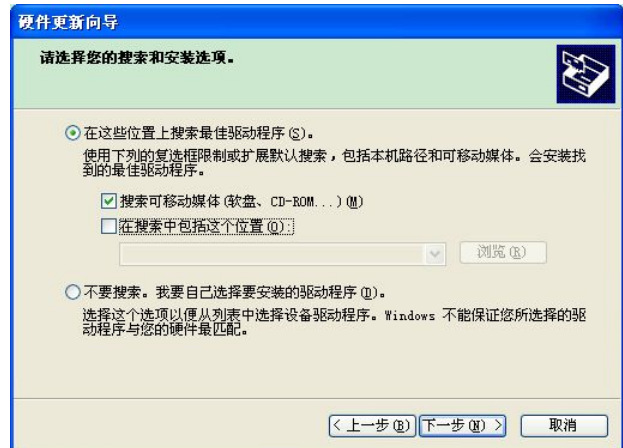 硬件更新向导
请选择您的搜索和安装选项。
在这些位置上搜索最佳驱动程序(S)。
使用下列的复选框限制或扩展默认搜索，包括本机路径和可移动媒体。会安装找
到的最佳驱动程序。
搜索可移动媒体(软盘、CD-ROM...)(M)
在搜索中包括这个位置(O):
浏览(R)
不要搜索。我要自己选择要安装的驱动程序(D)。
选择这个选项以便从列表中选择设备驱动程序。Windows 不能保证您所选择的驱
动程序与您的硬件最匹配。
< 上一步(B) 下一步(N) > 取消